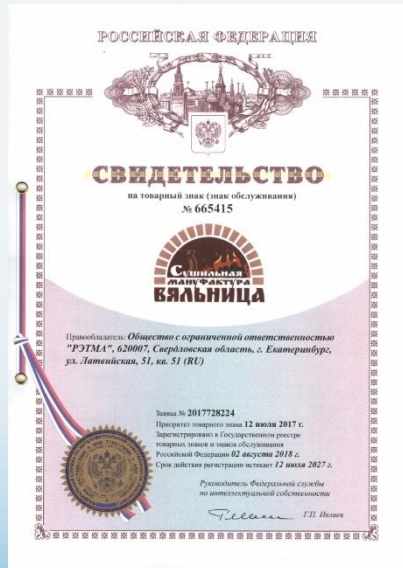 РОССИЙСКАЯ ФЕДЕРАЦИЯ
СВИДЕТЕЛЬСТВО
на товарный знак (знак обслуживания)
№ 665415
Сушильная
мануфактура
ВЯЛЬНИЦА
Правообладатель: Общество с ограниченной ответственностью
"РЭТМА", 620007, Свердловская область, г. Екатеринбург,
ул. Латвийская, 51, кв. 51 (RU)
Заявка № 2017728224
Приоритет товарного знака 12 июля 2017 г.
Зарегистрировано в Государственном реестре
товарных знаков и знаков обслуживания
Российской Федерации 02 августа 2018 г.
Срок действия регистрации истекает 12 июля 2027 г.
Руководитель Федеральной службы
по интеллектуальной собственности
Г.П. Ивлиев